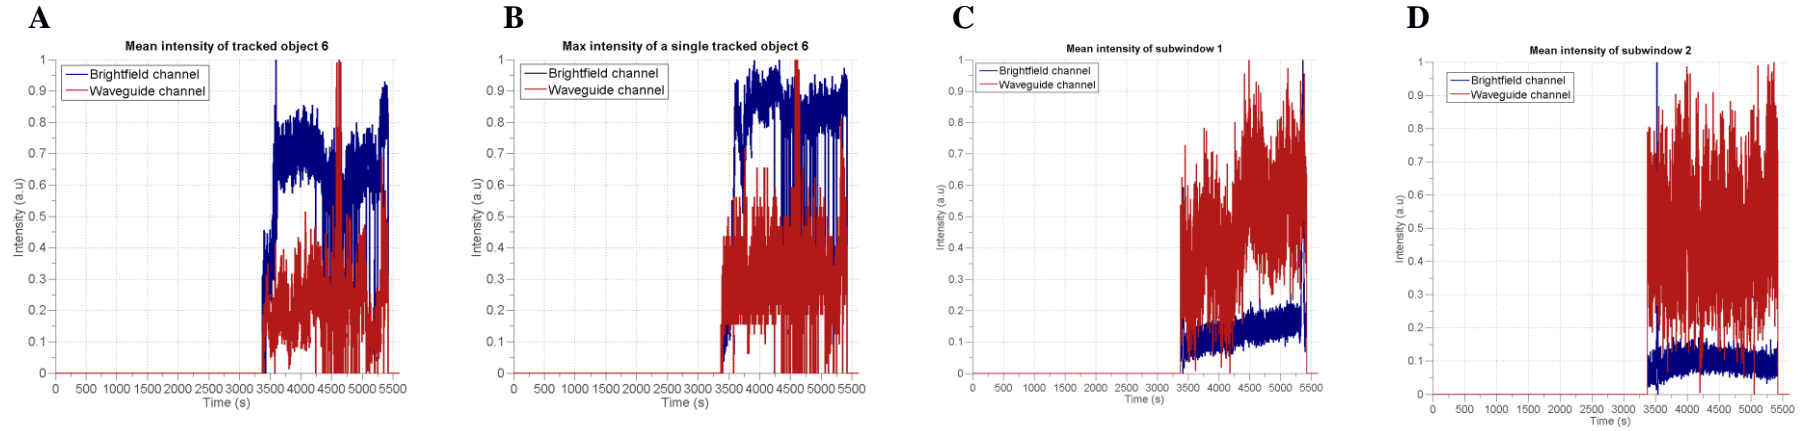 A
Mean intensity of tracked object 6
Brightfield channel
Waveguide channel
Intensity (a.u)
1
0.9
0.8
0.7
0.6
0.5
0.4
0.3
0.2
0.1
0
0 500 1000 1500 2000 2500 3000 3500 4000 4500 5000 5500
Time (s)
B
Max intensity of a single tracked object 6
Brightfield channel
Waveguide channel
Intensity (a.u)
1
0.9
0.8
0.7
0.6
0.5
0.4
0.3
0.2
0.1
0
0 500 1000 1500 2000 2500 3000 3500 4000 4500 5000 5500
Time (s)
C
Mean intensity of subwindow 1
Brightfield channel
Waveguide channel
Intensity (a.u)
1
0.9
0.8
0.7
0.6
0.5
0.4
0.3
0.2
0.1
0
0 500 1000 1500 2000 2500 3000 3500 4000 4500 5000 5500
Time (s)
D
Mean intensity of subwindow 2
Brightfield channel
Waveguide channel
Intensity (a.u)
1
0.9
0.8
0.7
0.6
0.5
0.4
0.3
0.2
0.1
0
0 500 1000 1500 2000 2500 3000 3500 4000 4500 5000 5500
Time (s)